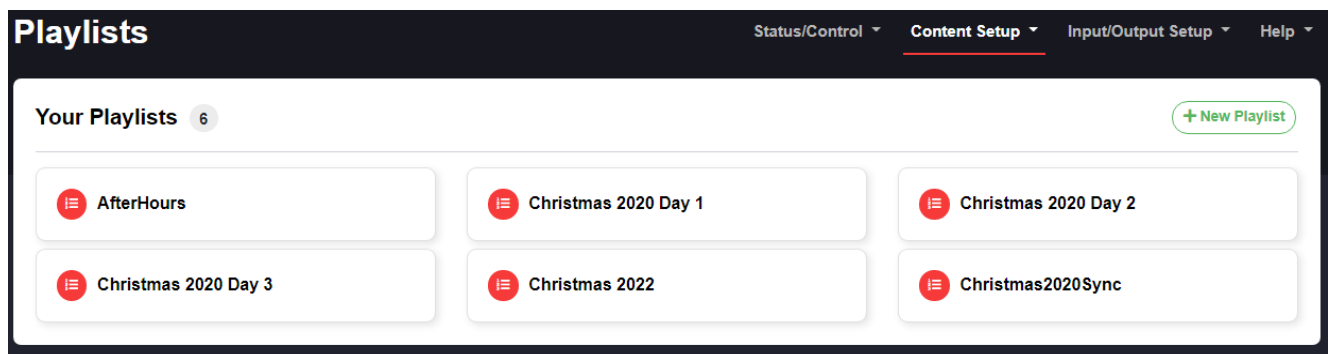 Playlists
Status/Control Content Setup Input/Output Setup Help
Your Playlists 6
+ New Playlist
AfterHours
Christmas 2020 Day 1
Christmas 2020 Day 2
Christmas 2020 Day 3
Christmas 2022
Christmas2020Sync